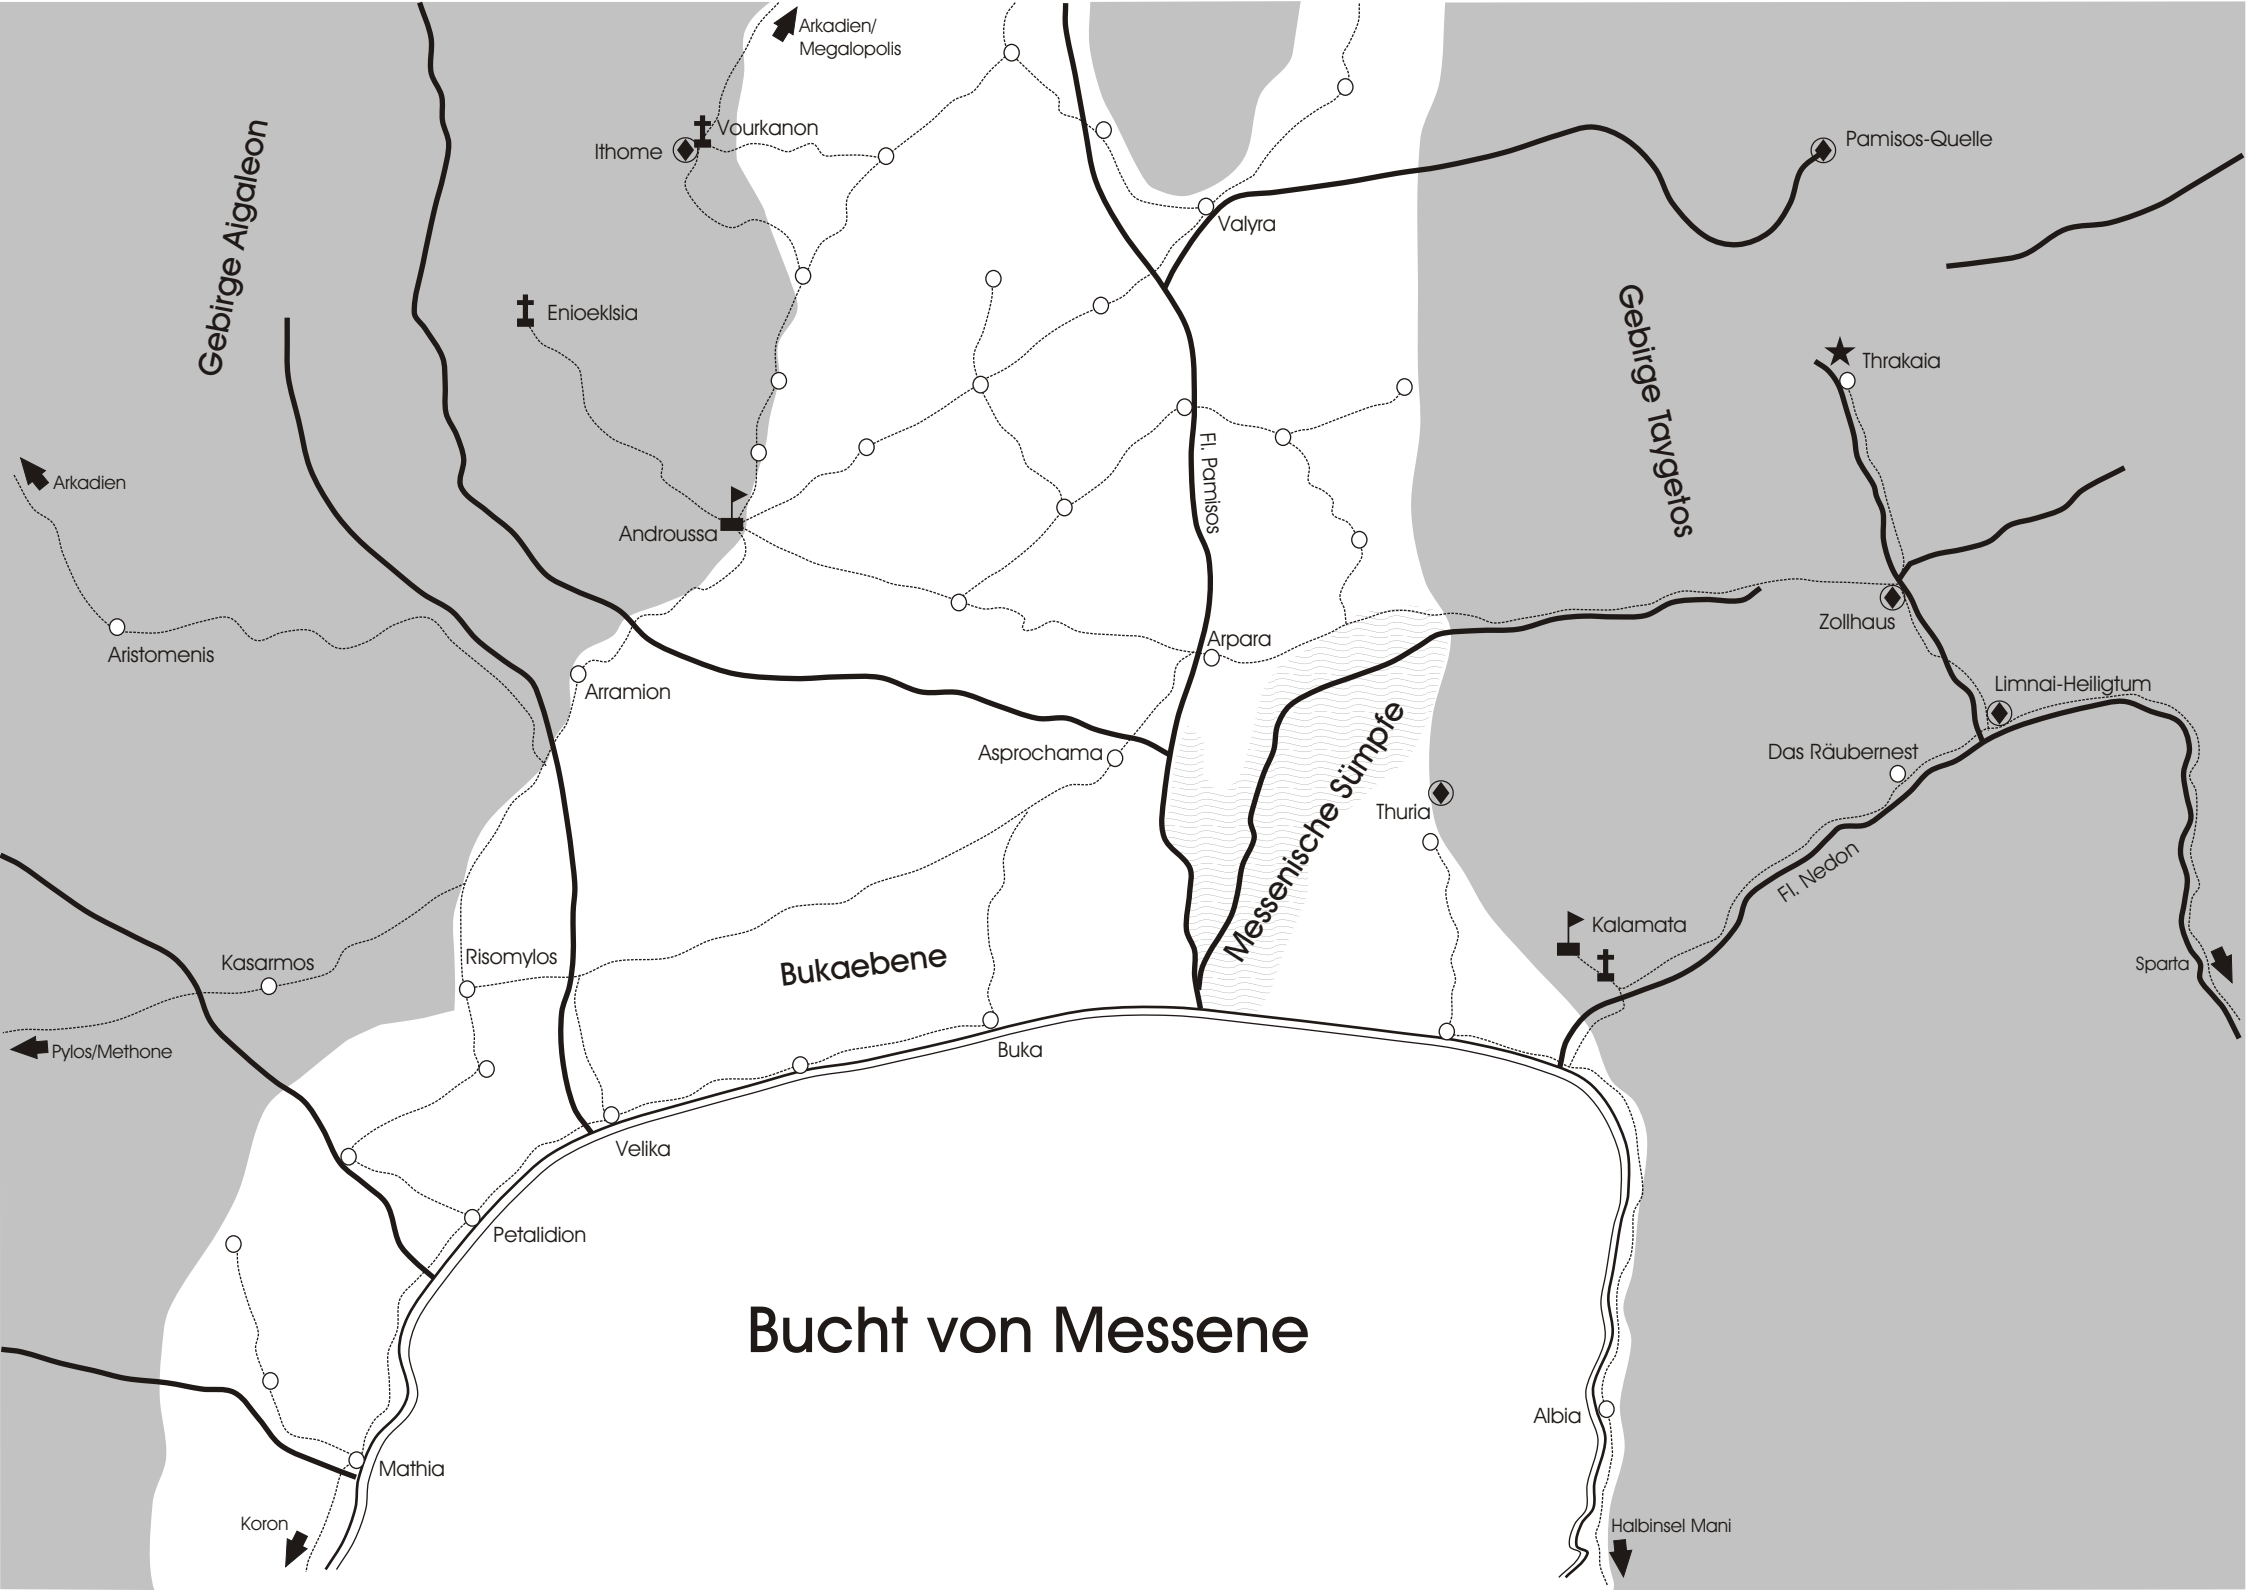 Arkadien/
Megalopolis
Vourkanon
Ithome
Pamisos-Quelle
Valyra
Gebirge Aigaleon
Enioeklsia
Gebirge Taygetos
Thrakaia
Arkadien
Fl. Pamisos
Androussa
Zollhaus
Arpara
Aristomenis
Arramion
Limnai-Heiligtum
Asprochama
Das Räubernest
Messenische Sümpfe
Thuria
Fl. Nedon
Kalamata
Risomylos
Kasarmos
Bukaebene
Sparta
Pylos/Methone
Buka
Velika
Petalidion
Bucht von Messene
Albia
Mathia
Koron
Halbinsel Mani